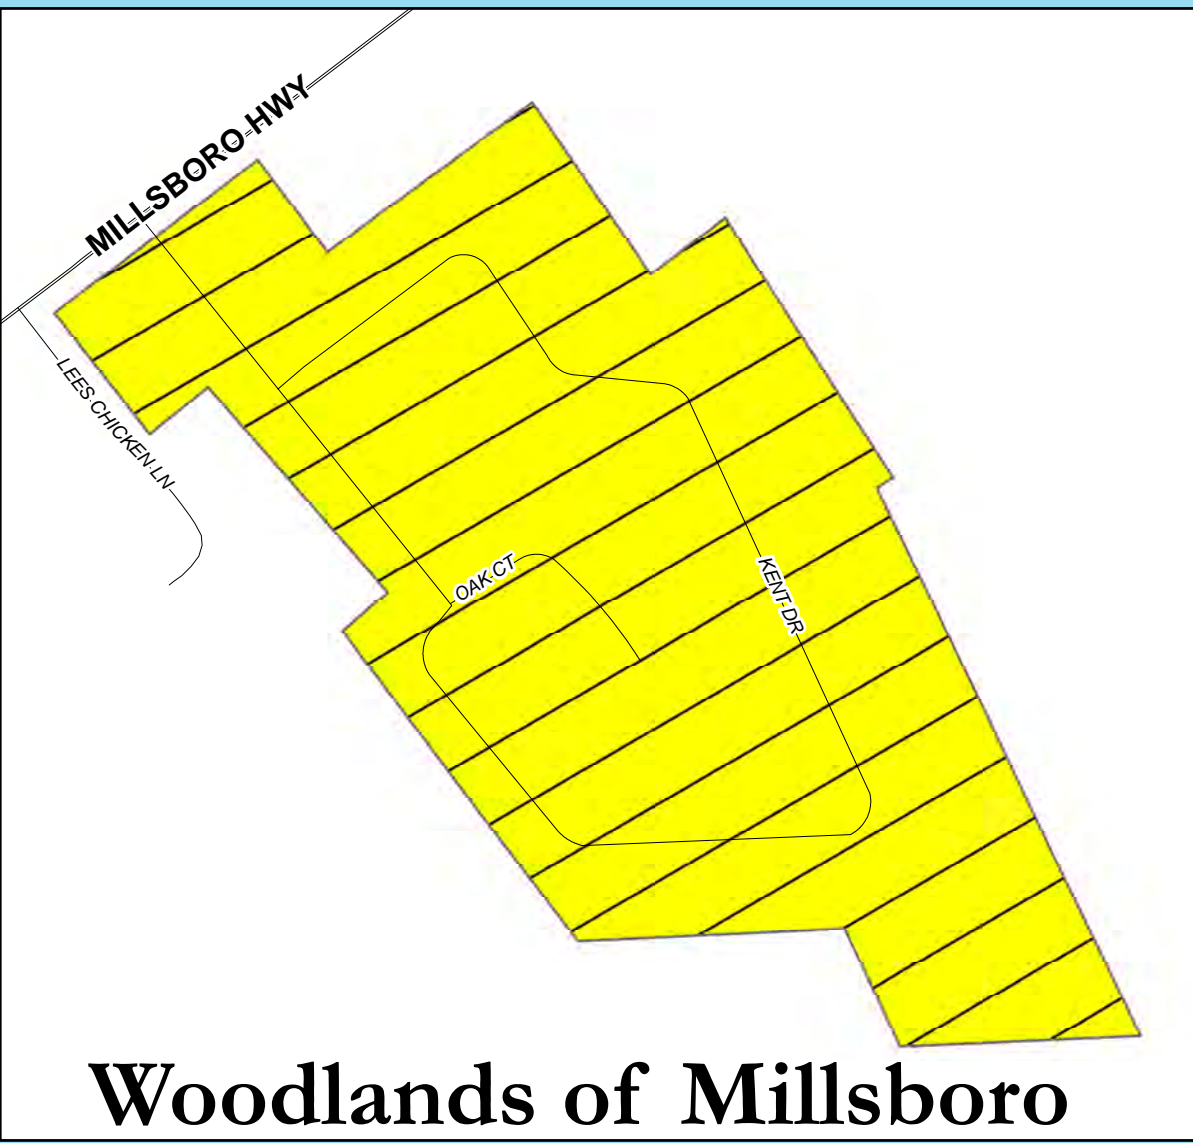 MILLSBORO HWY
LEES CHICKEN LN
OAK CT
KENT DR
Woodlands of Millsboro